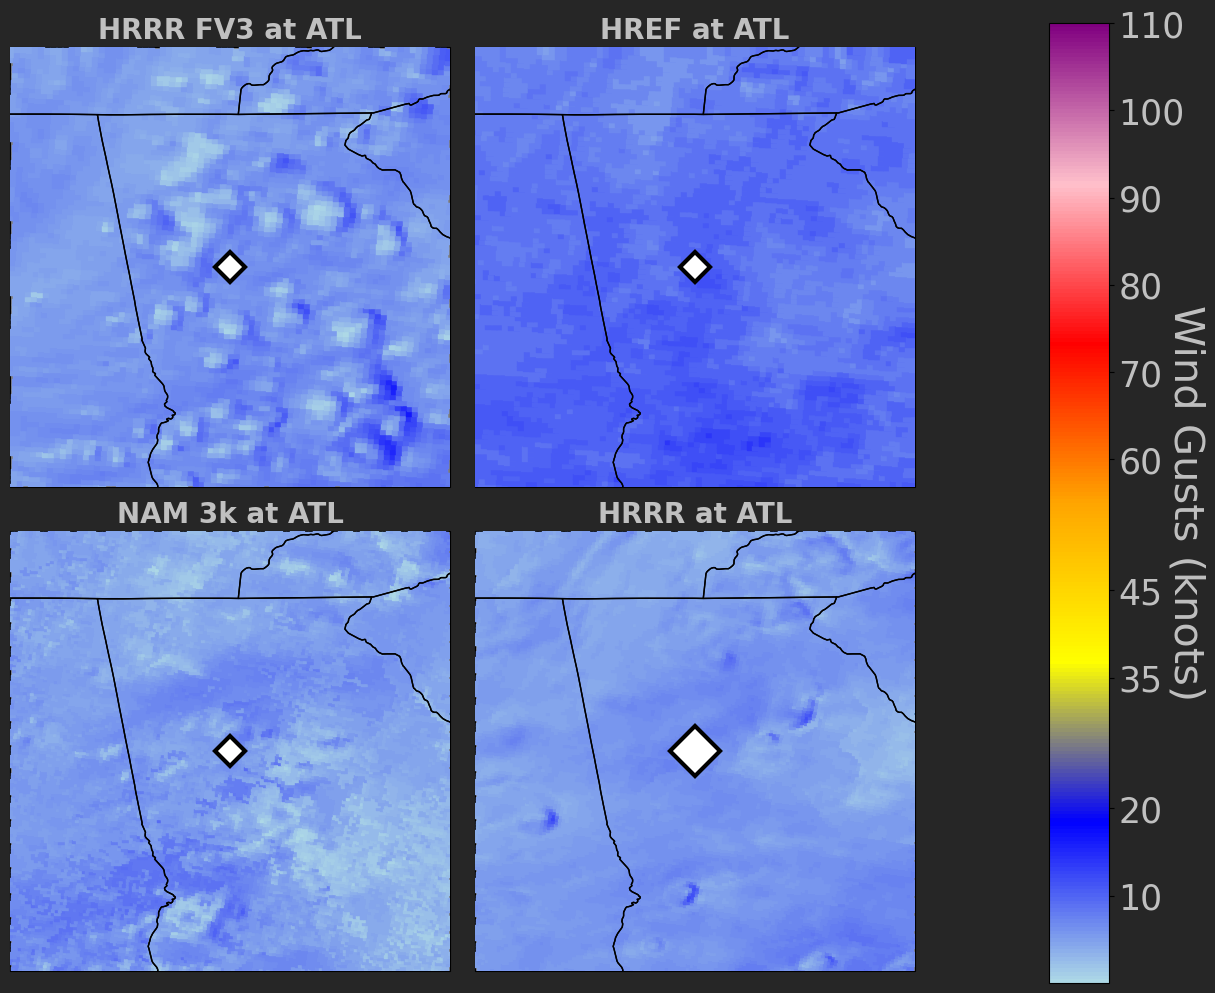 HRRR FV3 at ATL
HREF at ATL
NAM 3k at ATL
HRRR at ATL
110
100
90
80
70
60
45
35
20
10
Wind Gusts (knots)